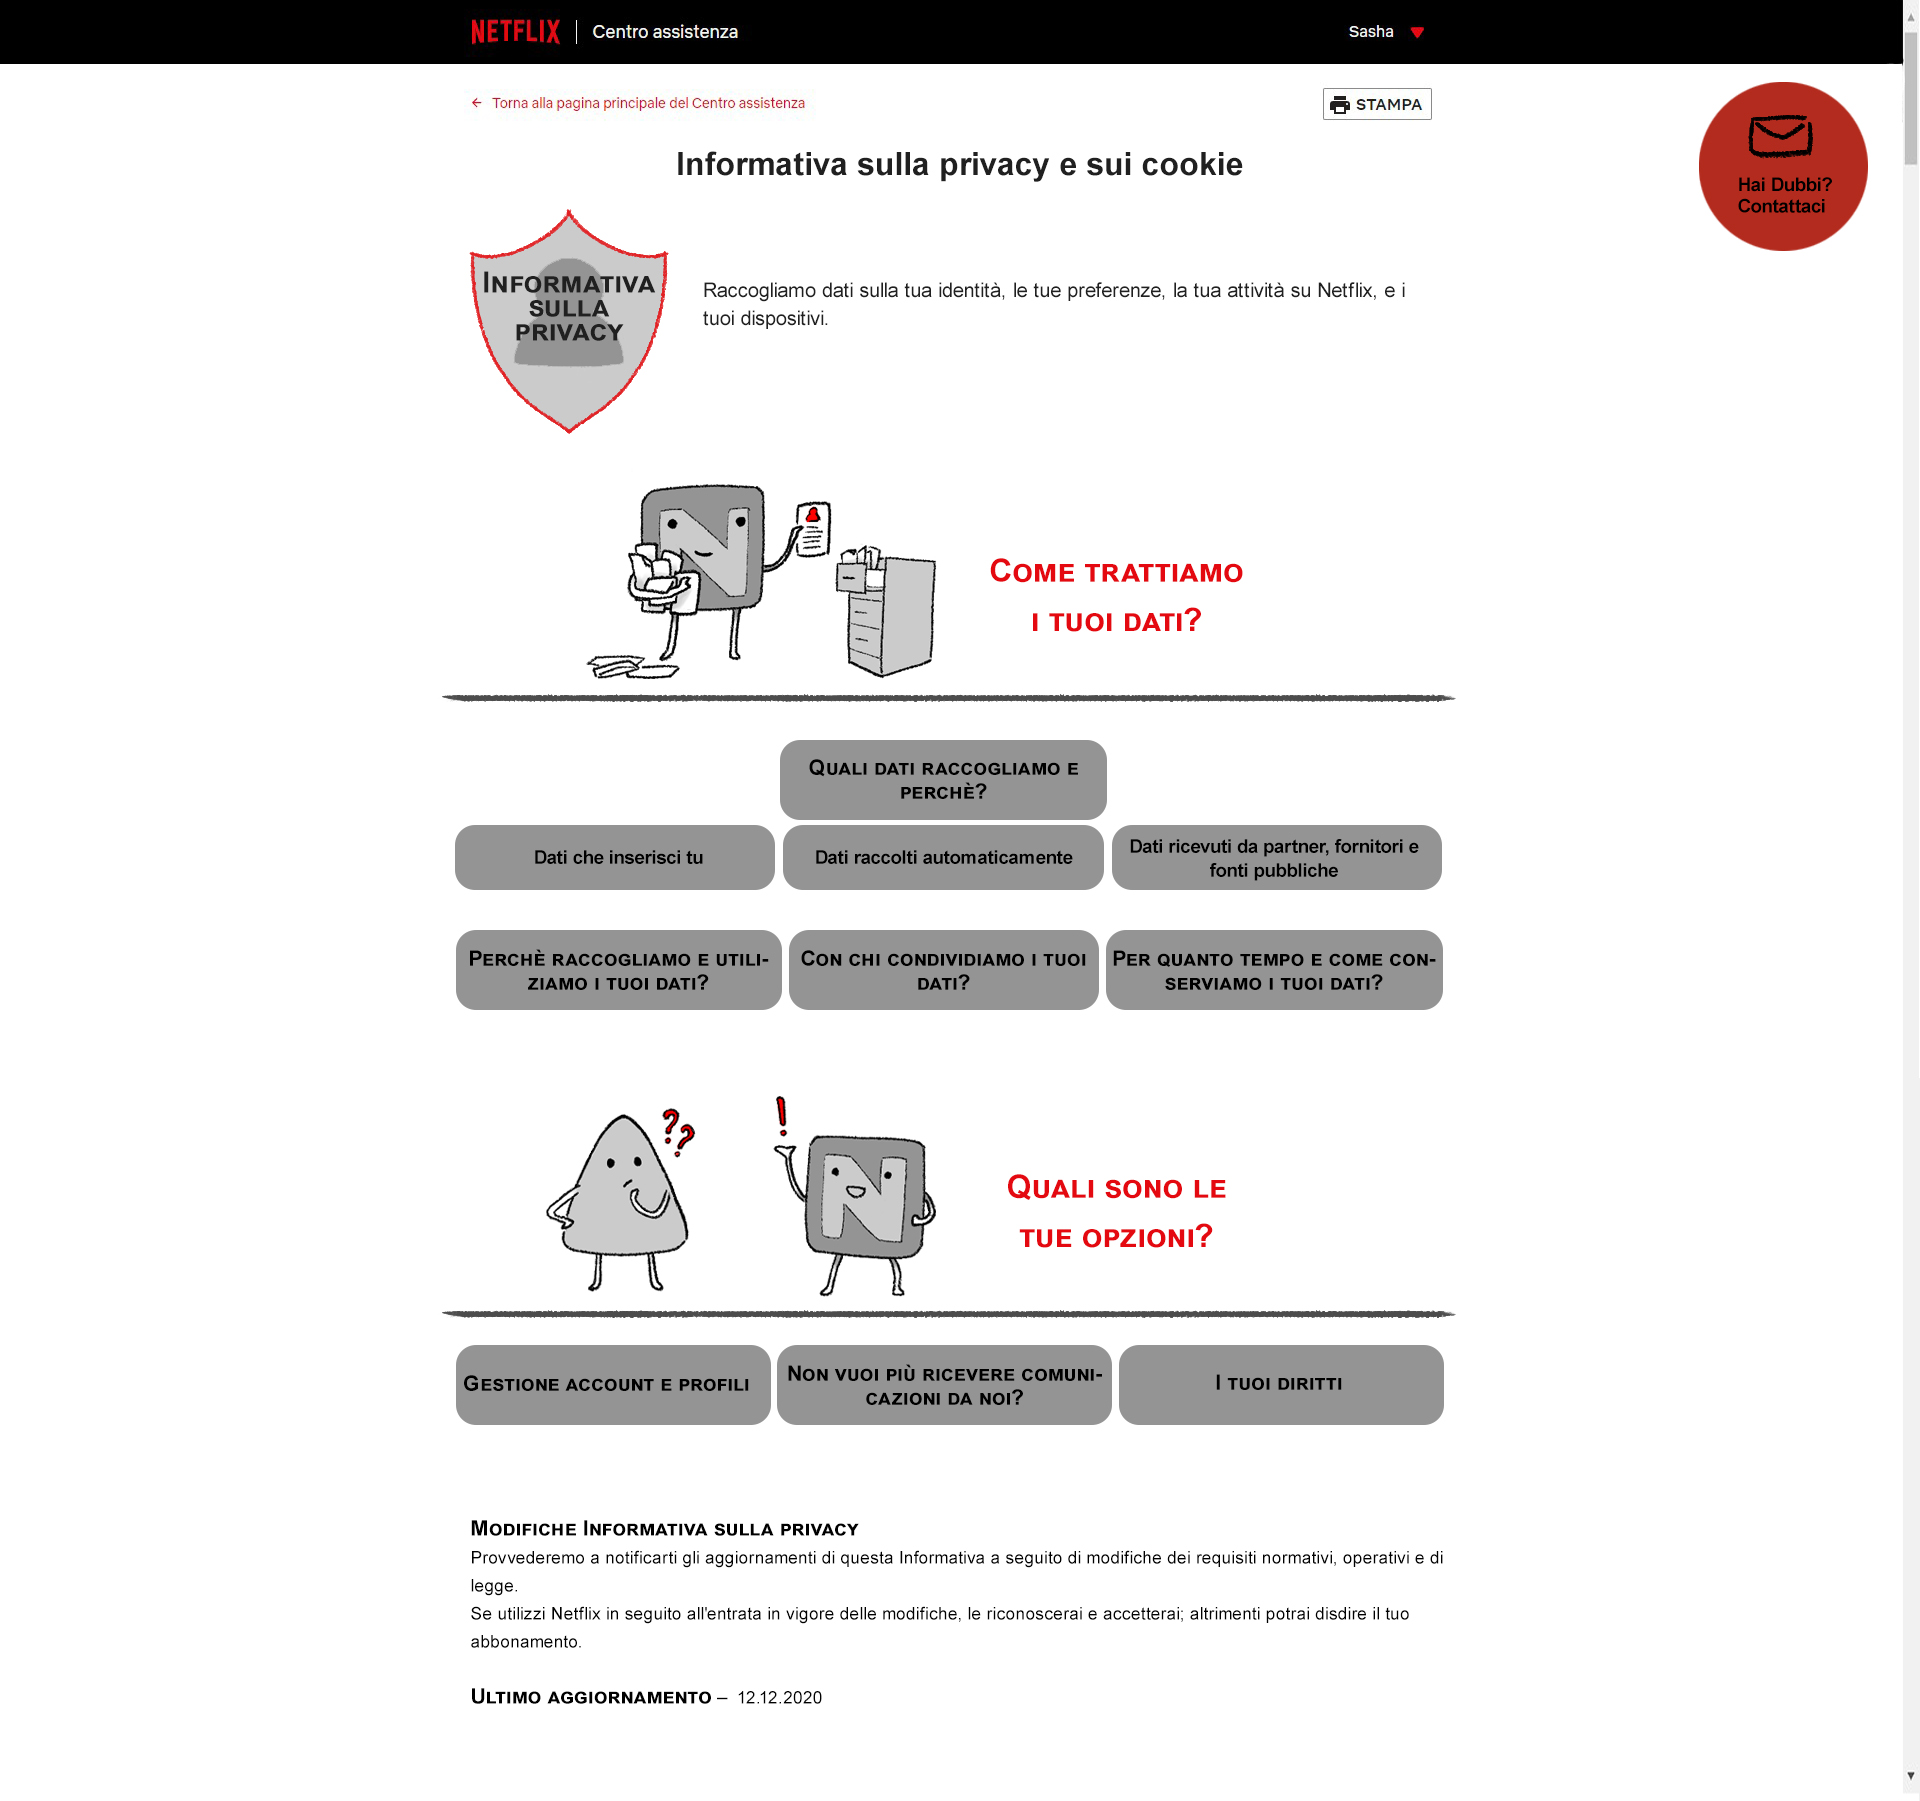 NETFLIX | Centro assistenza
Sasha
← Torna alla pagina principale del Centro assistenza
STAMPA
Informativa sulla privacy e sui cookie
Hai Dubbi?
Contattaci
INFORMATIVA
SULLA
PRIVACY
Raccogliamo dati sulla tua identità, le tue preferenze, la tua attività su Netflix, e i
tuoi dispositivi.
N
COME TRATTIAMO
I TUOI DATI?
QUALI DATI RACCOGLIAMO E
PERCHÈ?
Dati che inserisci tu
Dati raccolti automaticamente
Dati ricevuti da partner, fornitori e
fonti pubbliche
PERCHÈ RACCOGLIAMO E UTILI-
ZIAMO I TUOI DATI?
CON CHI CONDIVIDIAMO I TUOI
DATI?
PER QUANTO TEMPO E COME CON-
SERVIAMO I TUOI DATI?
??
!
N
QUALI SONO LE
TUE OPZIONI?
GESTIONE ACCOUNT E PROFILI
NON VUOI PIÙ RICEVERE COMUNI-
CAZIONI DA NOI?
I TUOI DIRITTI
MODIFICHE INFORMATIVA SULLA PRIVACY
Provvederemo a notificarti gli aggiornamenti di questa Informativa a seguito di modifiche dei requisiti normativi, operativi e di
legge.
Se utilizzi Netflix in seguito all'entrata in vigore delle modifiche, le riconoscerai e accetterai; altrimenti potrai disdire il tuo
abbonamento.
ULTIMO AGGIORNAMENTO – 12.12.2020